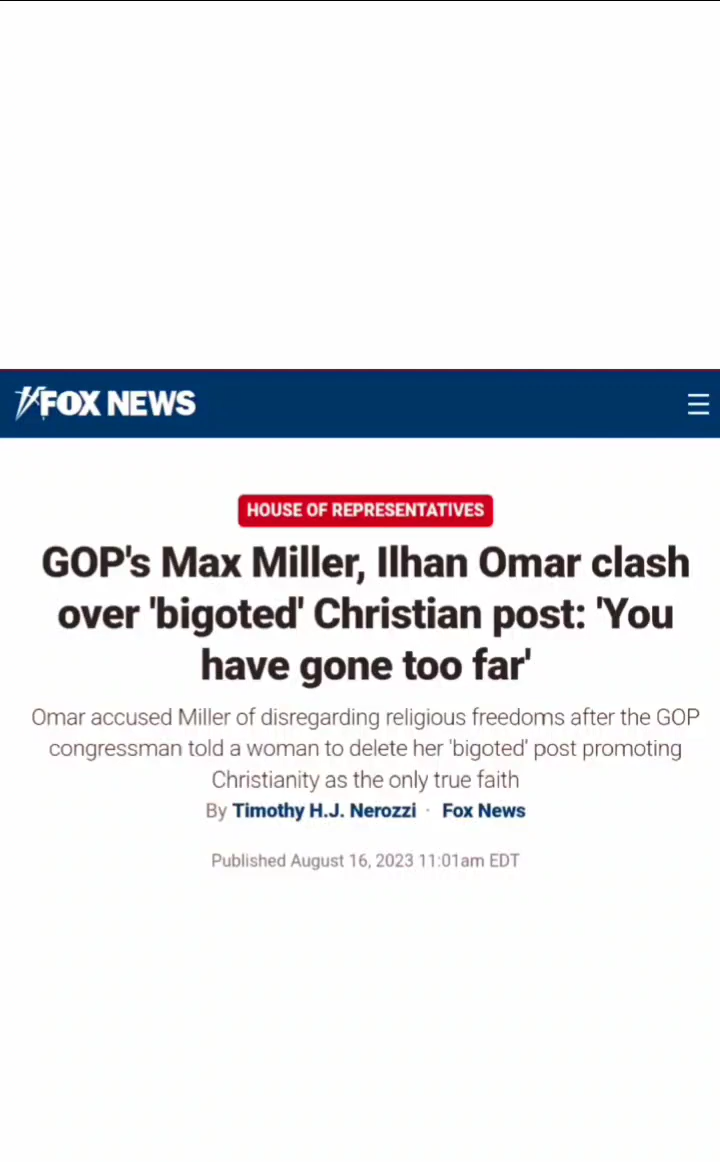 FOX NEWS
HOUSE OF REPRESENTATIVES
GOP's Max Miller, Ilhan Omar clash
over 'bigoted' Christian post: 'You
have gone too far'
Omar accused Miller of disregarding religious freedoms after the GOP
congressman told a woman to delete her 'bigoted' post promoting
Christianity as the only true faith
By Timothy H.J. Nerozzi · Fox News
Published August 16, 2023 11:01am EDT